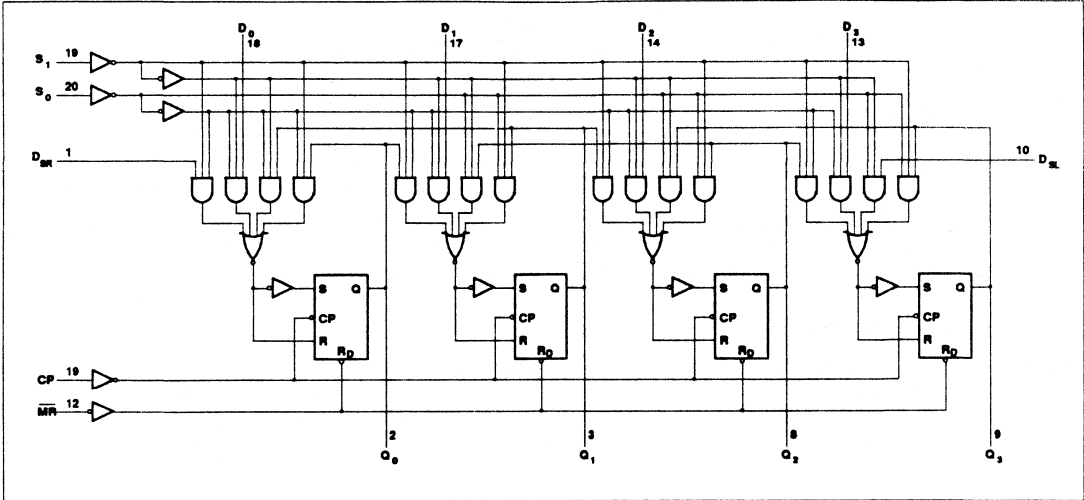 D0 D1 D2 D3
18 17 14 13
S1 19
S0 20
DSR 1
10 DSL
S Q S Q S Q S Q
CP CP CP CP
R R R R
RD RD RD RD
CP 19
MR 12
2 3 8 9
Q0 Q1 Q2 Q3